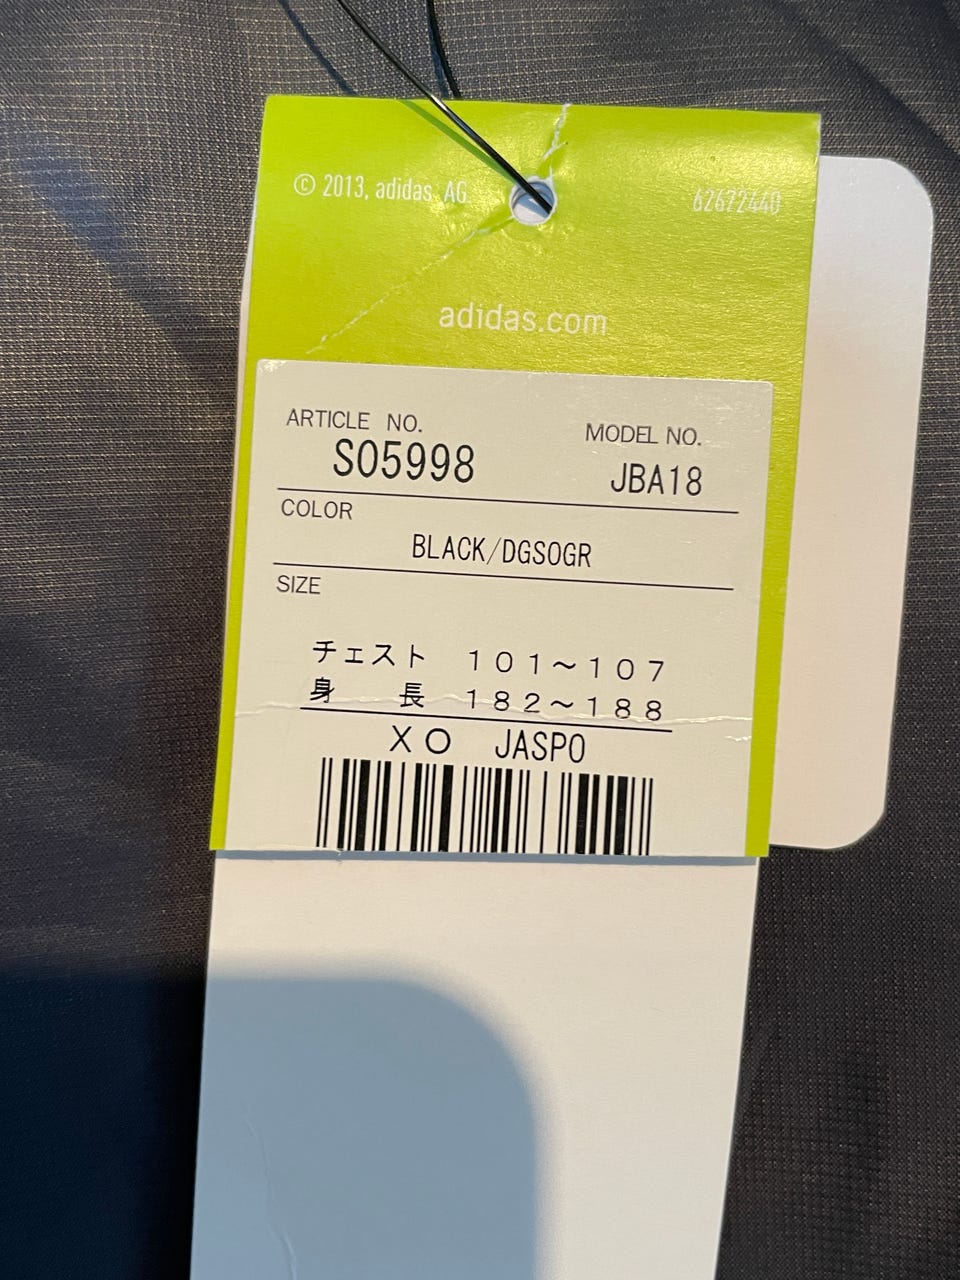 © 2013, adidas AG.
62672440
adidas.com
ARTICLE NO. MODEL NO.
S05998 JBA18
COLOR
BLACK/DGSOGR
SIZE
チェスト 101～107
身 長 182～188
XO JASPO